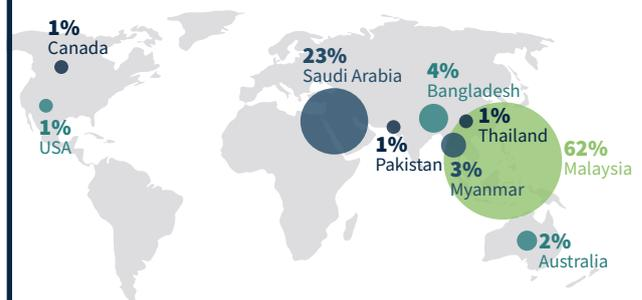 1%
Canada
1%
USA
23%
Saudi Arabia
1%
Pakistan
4%
Bangladesh
1%
Thailand
3%
Myanmar
62%
Malaysia
2%
Australia